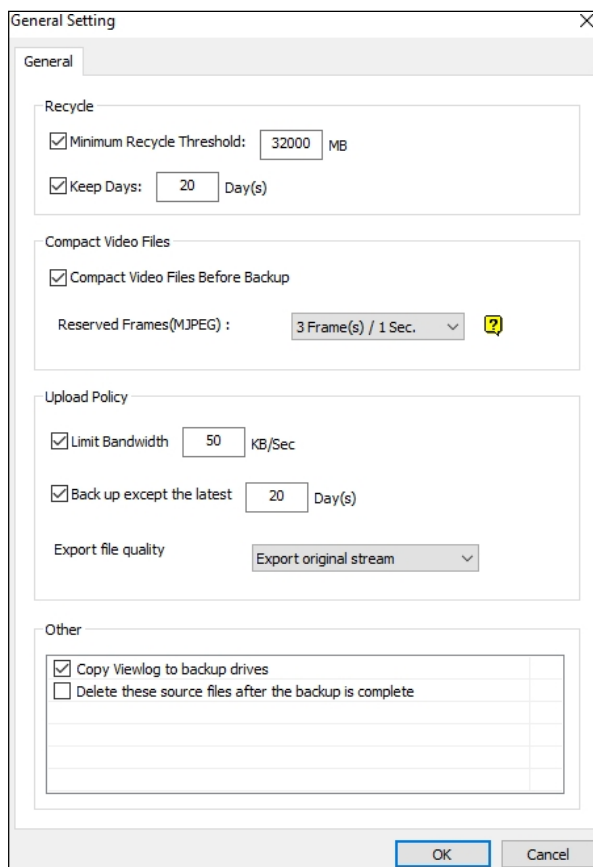 General Setting
General
Recycle
Minimum Recycle Threshold: 32000 MB
Keep Days: 20 Day(s)
Compact Video Files
Compact Video Files Before Backup
Reserved Frames(MJPEG) : 3 Frame(s) / 1 Sec. ?
Upload Policy
Limit Bandwidth 50 KB/Sec
Back up except the latest 20 Day(s)
Export file quality Export original stream
Other
Copy Viewlog to backup drives
Delete these source files after the backup is complete
OK Cancel